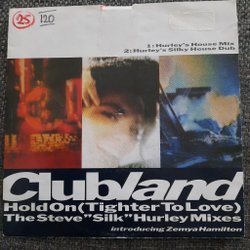 25
120
1:Hurley's House Mix
2:Hurley's Silky House Dub
Clubland
Hold On(Tighter To Love)
The Steve"Silk"Hurley Mixes
introducing Zemya Hamilton